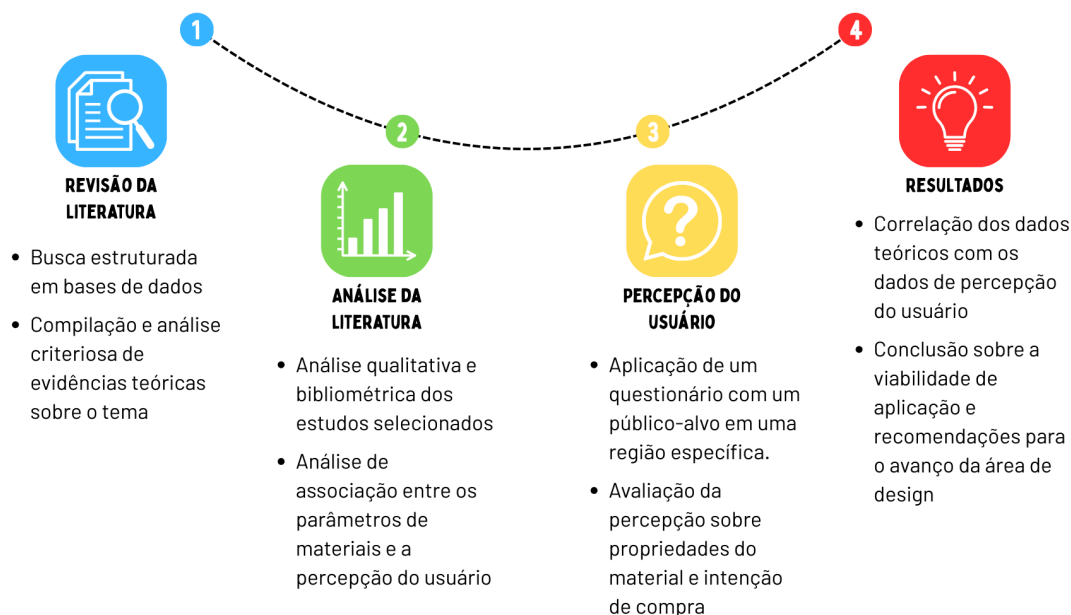 1
REVISÃO DA
LITERATURA
• Busca estruturada
em bases de dados
• Compilação e análise
criteriosa de
evidências teóricas
sobre o tema
2
ANÁLISE DA
LITERATURA
• Análise qualitativa e
bibliométrica dos
estudos selecionados
• Análise de
associação entre os
parâmetros de
materiais e a
percepção do usuário
3
?
PERCEPÇÃO DO
USUÁRIO
• Aplicação de um
questionário com um
público-alvo em uma
região específica.
• Avaliação da
percepção sobre
propriedades do
material e intenção
de compra
4
RESULTADOS
• Correlação dos dados
teóricos com os
dados de percepção
do usuário
• Conclusão sobre a
viabilidade de
aplicação e
recomendações para
o avanço da área de
design